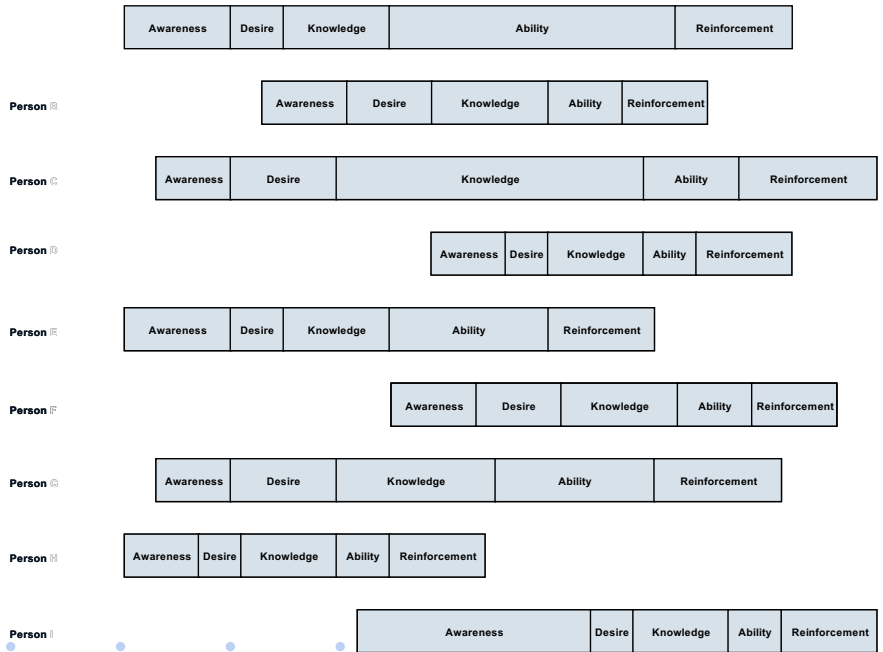 Awareness Desire Knowledge Ability Reinforcement
Person B Awareness Desire Knowledge Ability Reinforcement
Person C Awareness Desire Knowledge Ability Reinforcement
Person D Awareness Desire Knowledge Ability Reinforcement
Person E Awareness Desire Knowledge Ability Reinforcement
Person F Awareness Desire Knowledge Ability Reinforcement
Person G Awareness Desire Knowledge Ability Reinforcement
Person H Awareness Desire Knowledge Ability Reinforcement
Person I Awareness Desire Knowledge Ability Reinforcement